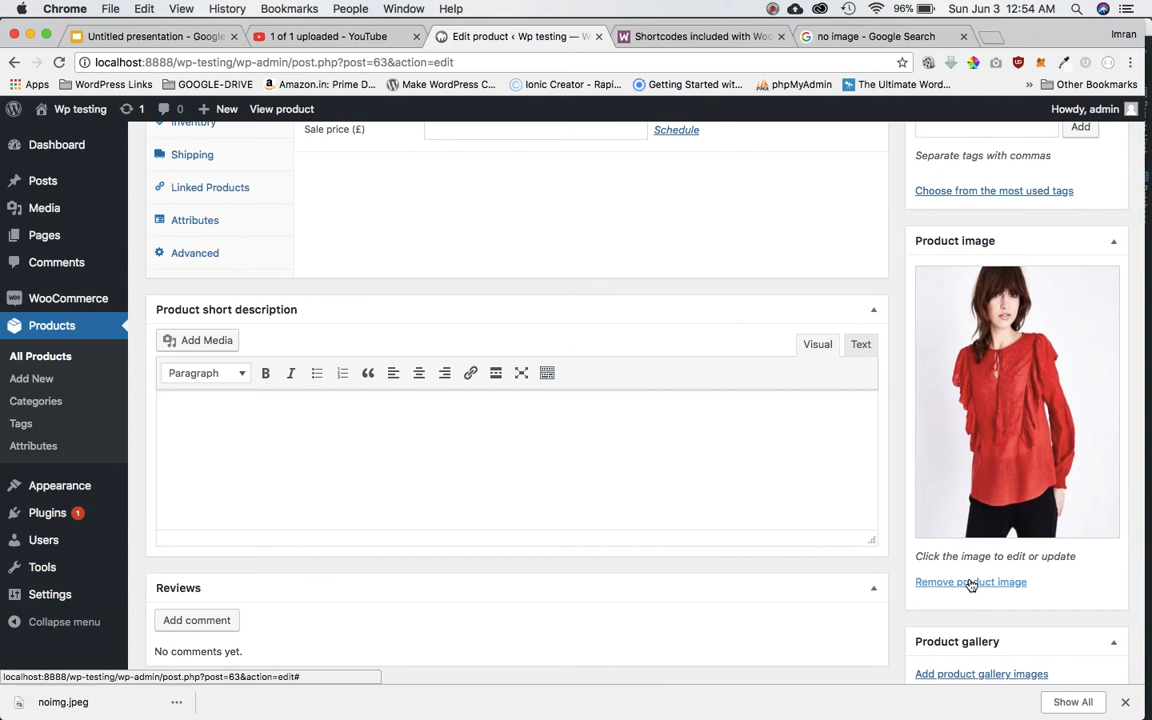 Chrome File Edit View History Bookmarks People Window Help 96% Sun Jun 3 12:54 AM
Untitled presentation - Google 1 of 1 uploaded - YouTube Edit product ‹ Wp testing — W Shortcodes included with Woo no image - Google Search Imran
localhost:8888/wp-testing/wp-admin/post.php?post=63&action=edit
Apps WordPress Links GOOGLE-DRIVE Amazon.in: Prime D... Make WordPress C... Ionic Creator - Rapi... Getting Started wit... phpMyAdmin The Ultimate Word... » Other Bookmarks
Wp testing 1 0 New View product Howdy, admin
Dashboard
Posts
Media
Pages
Comments
WooCommerce
Products
All Products
Add New
Categories
Tags
Attributes
Appearance
Plugins 1
Users
Tools
Settings
Collapse menu
Inventory
Shipping
Linked Products
Attributes
Advanced
Sale price (£)
Schedule
Product short description
Add Media
Visual Text
Paragraph
Reviews
Add comment
No comments yet.
Add
Separate tags with commas
Choose from the most used tags
Product image
Click the image to edit or update
Remove product image
Product gallery
Add product gallery images
localhost:8888/wp-testing/wp-admin/post.php?post=63&action=edit#
noimg.jpeg
Show All